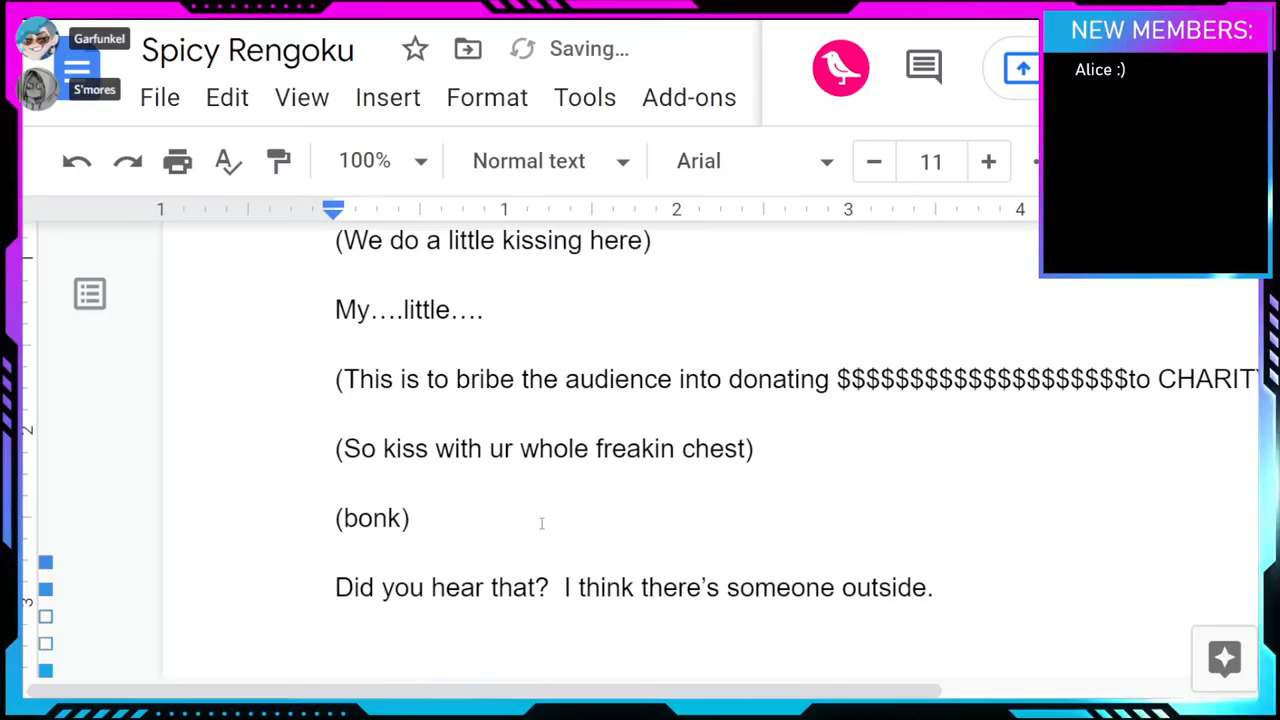 Garfunkel
S'mores
Spicy Rengoku
Saving...
File Edit View Insert Format Tools Add-ons
NEW MEMBERS:
Alice :)
100% Normal text Arial 11
1 1 2 3 4
(We do a little kissing here)
My….little….
(This is to bribe the audience into donating $$$$$$$$$$$$$$$$$$$$to CHARITY
(So kiss with ur whole freakin chest)
(bonk)
Did you hear that?  I think there’s someone outside.
2
3